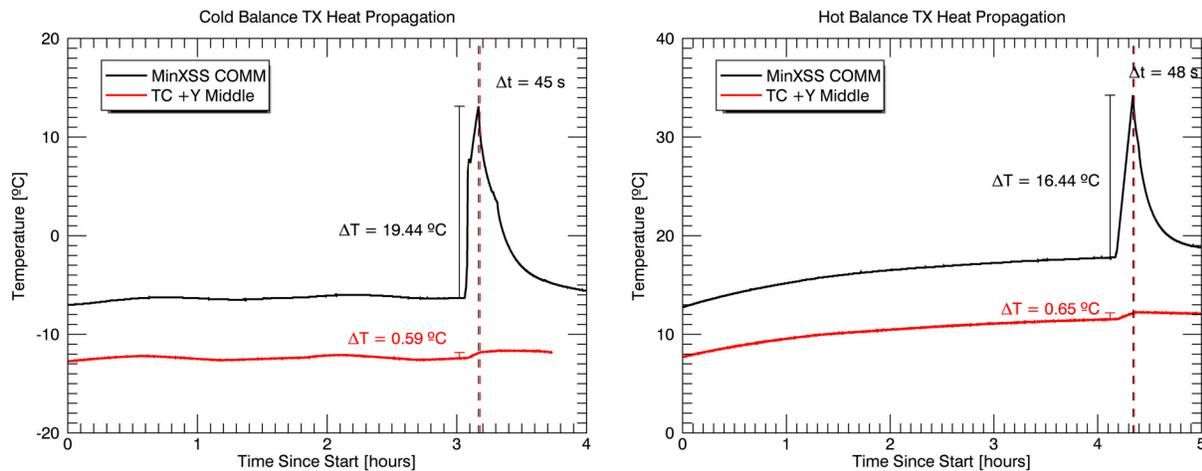 Cold Balance TX Heat Propagation
20
10
0
-10
-20
Temperature [ºC]
MinXSS COMM
TC +Y Middle
Δt = 45 s
ΔT = 19.44 ºC
ΔT = 0.59 ºC
0 1 2 3 4
Time Since Start [hours]
Hot Balance TX Heat Propagation
40
30
20
10
0
Temperature [ºC]
MinXSS COMM
TC +Y Middle
Δt = 48 s
ΔT = 16.44 ºC
ΔT = 0.65 ºC
0 1 2 3 4 5
Time Since Start [hours]